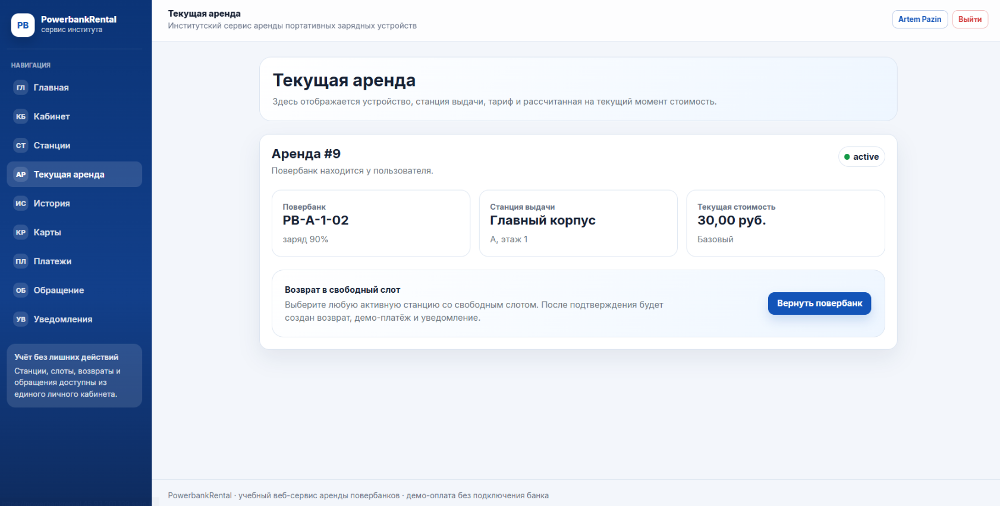 PB
PowerbankRental
сервис института
НАВИГАЦИЯ
ГЛ Главная
КБ Кабинет
СТ Станции
АР Текущая аренда
ИС История
КР Карты
ПЛ Платежи
ОБ Обращение
УВ Уведомления
Учёт без лишних действий
Станции, слоты, возвраты и
обращения доступны из
единого личного кабинета.
Текущая аренда
Институтский сервис аренды портативных зарядных устройств
Artem Pazin
Выйти
Текущая аренда
Здесь отображается устройство, станция выдачи, тариф и рассчитанная на текущий момент стоимость.
Аренда #9
Повербанк находится у пользователя.
active
Повербанк
PB-A-1-02
заряд 90%
Станция выдачи
Главный корпус
А, этаж 1
Текущая стоимость
30,00 руб.
Базовый
Возврат в свободный слот
Выберите любую активную станцию со свободным слотом. После подтверждения будет
создан возврат, демо-платёж и уведомление.
Вернуть повербанк
PowerbankRental · учебный веб-сервис аренды повербанков · демо-оплата без подключения банка